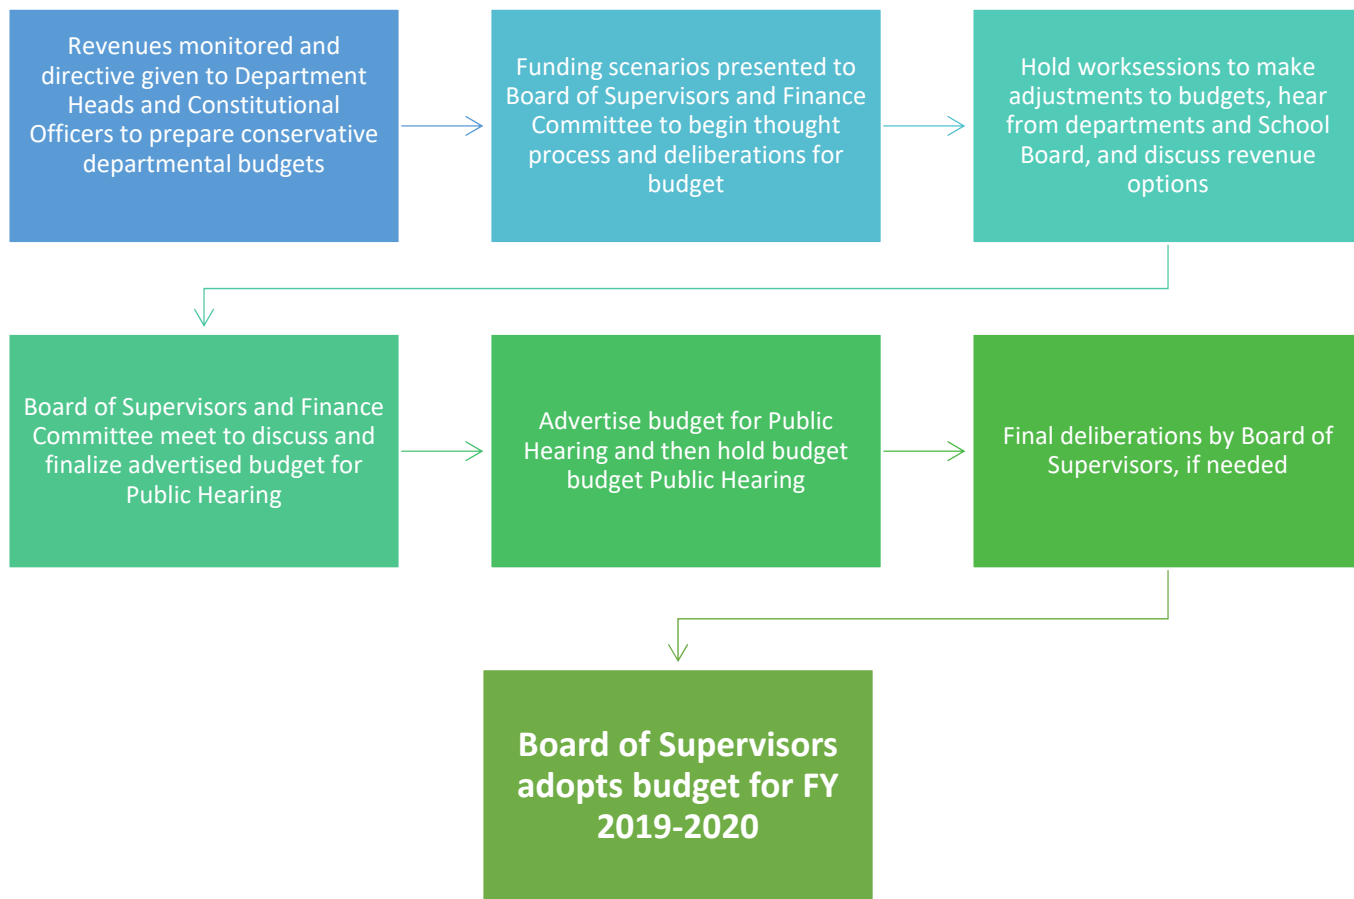 Revenues monitored and
directive given to Department
Heads and Constitutional
Officers to prepare conservative
departmental budgets
Funding scenarios presented to
Board of Supervisors and Finance
Committee to begin thought
process and deliberations for
budget
Hold worksessions to make
adjustments to budgets, hear
from departments and School
Board, and discuss revenue
options
Board of Supervisors and Finance
Committee meet to discuss and
finalize advertised budget for
Public Hearing
Advertise budget for Public
Hearing and then hold budget
budget Public Hearing
Final deliberations by Board of
Supervisors, if needed
Board of Supervisors
adopts budget for FY
2019-2020